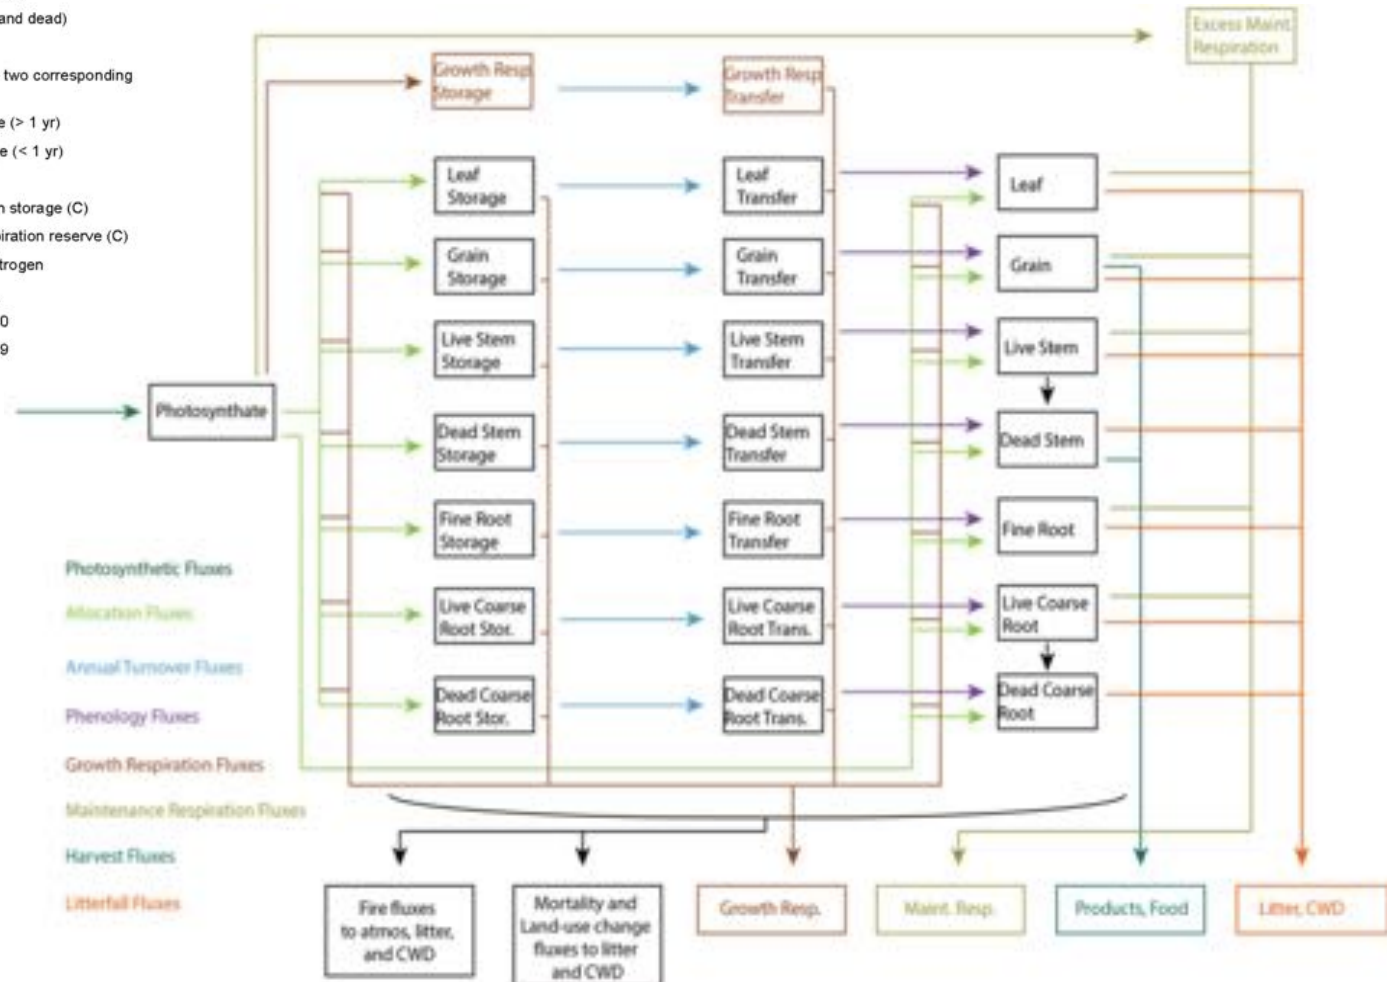 and dead)
two corresponding
e (> 1 yr)
e (< 1 yr)
n storage (C)
piration reserve (C)
trogen
0
9
Excess Maint.
Respiration
Growth Resp
Storage
Growth Resp
Transfer
Leaf
Storage
Leaf
Transfer
Leaf
Grain
Storage
Grain
Transfer
Grain
Live Stem
Storage
Live Stem
Transfer
Live Stem
Photosynthate
Dead Stem
Storage
Dead Stem
Transfer
Dead Stem
Fine Root
Storage
Fine Root
Transfer
Fine Root
Live Coarse
Root Stor.
Live Coarse
Root Trans.
Live Coarse
Root
Dead Coarse
Root Stor.
Dead Coarse
Root Trans.
Dead Coarse
Root
Photosynthetic Fluxes
Allocation Fluxes
Annual Turnover Fluxes
Phenology Fluxes
Growth Respiration Fluxes
Maintenance Respiration Fluxes
Harvest Fluxes
Litterfall Fluxes
Fire fluxes
to atmos, litter,
and CWD
Mortality and
Land-use change
fluxes to litter
and CWD
Growth Resp.
Maint. Resp.
Products, Food
Litter, CWD